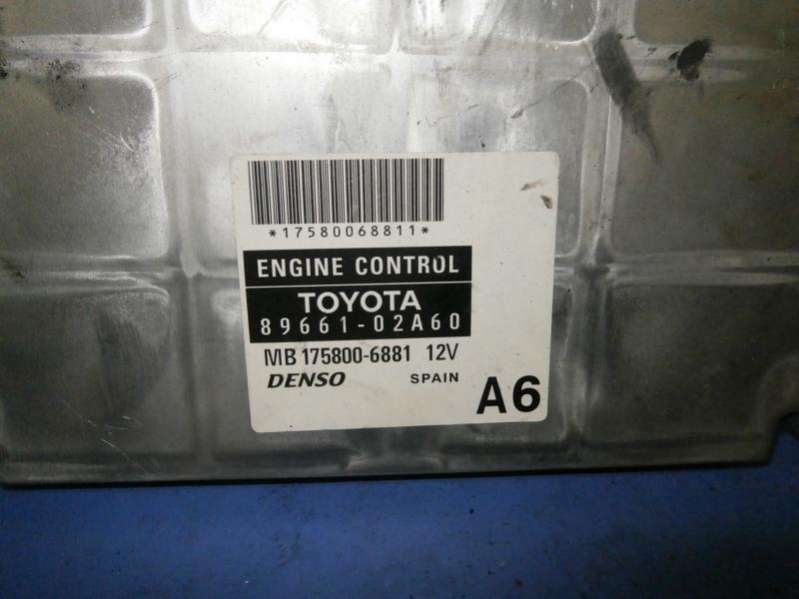 *17580068811*
ENGINE CONTROL
TOYOTA
89661-02A60
MB 175800-6881 12V
DENSO SPAIN A6